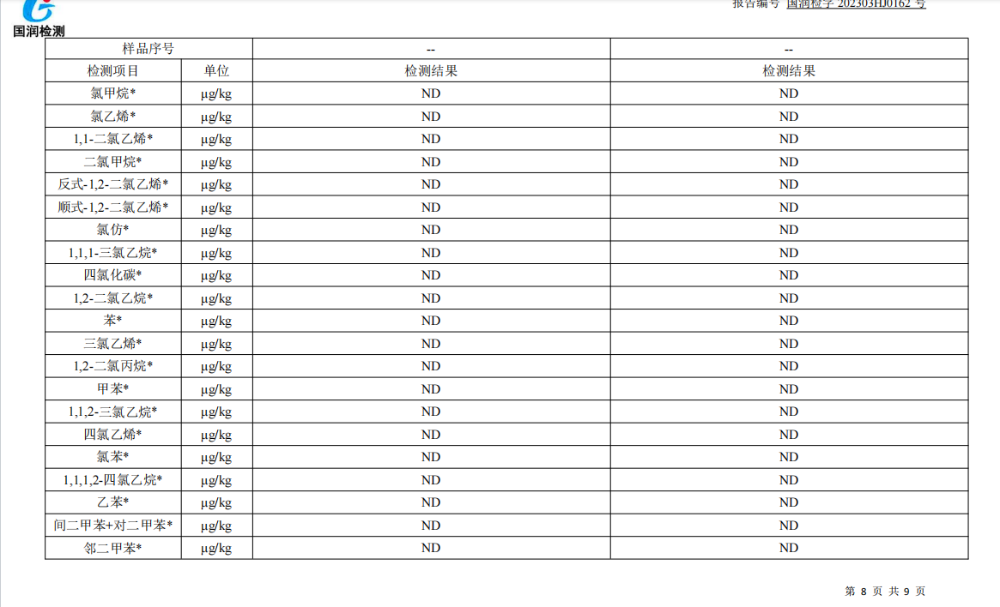 报告编号 国润检字 202303HJ0162 号
国润检测
样品序号 -- --
检测项目 单位 检测结果 检测结果
氯甲烷* μg/kg ND ND
氯乙烯* μg/kg ND ND
1,1-二氯乙烯* μg/kg ND ND
二氯甲烷* μg/kg ND ND
反式-1,2-二氯乙烯* μg/kg ND ND
顺式-1,2-二氯乙烯* μg/kg ND ND
氯仿* μg/kg ND ND
1,1,1-三氯乙烷* μg/kg ND ND
四氯化碳* μg/kg ND ND
1,2-二氯乙烷* μg/kg ND ND
苯* μg/kg ND ND
三氯乙烯* μg/kg ND ND
1,2-二氯丙烷* μg/kg ND ND
甲苯* μg/kg ND ND
1,1,2-三氯乙烷* μg/kg ND ND
四氯乙烯* μg/kg ND ND
氯苯* μg/kg ND ND
1,1,1,2-四氯乙烷* μg/kg ND ND
乙苯* μg/kg ND ND
间二甲苯+对二甲苯* μg/kg ND ND
邻二甲苯* μg/kg ND ND
第 8 页 共 9 页